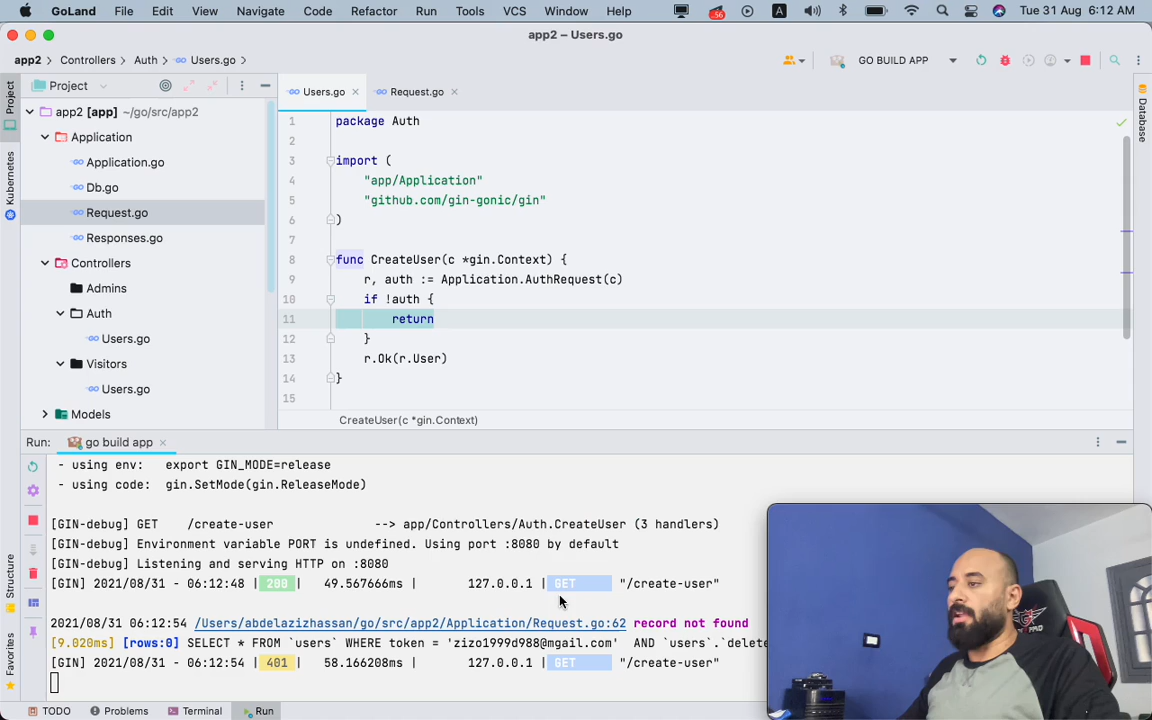 GoLand File Edit View Navigate Code Refactor Run Tools VCS Window Help 56 A Tue 31 Aug 6:12 AM
app2 – Users.go
app2 Controllers Auth Users.go GO BUILD APP
Project Project Users.go Request.go Database
app2 [app] ~/go/src/app2
Application
Application.go
Db.go
Request.go
Responses.go
Controllers
Admins
Auth
Users.go
Visitors
Users.go
Models
Kubernetes
1 package Auth
2
3 import (
4 "app/Application"
5 "github.com/gin-gonic/gin"
6 )
7
8 func CreateUser(c *gin.Context) {
9 r, auth := Application.AuthRequest(c)
10 if !auth {
11 return
12 }
13 r.Ok(r.User)
14 }
15
CreateUser(c *gin.Context)
Run: go build app
- using env: export GIN_MODE=release
- using code: gin.SetMode(gin.ReleaseMode)
[GIN-debug] GET /create-user --> app/Controllers/Auth.CreateUser (3 handlers)
[GIN-debug] Environment variable PORT is undefined. Using port :8080 by default
[GIN-debug] Listening and serving HTTP on :8080
[GIN] 2021/08/31 - 06:12:48 | 200 | 49.567666ms | 127.0.0.1 | GET "/create-user"
2021/08/31 06:12:54 /Users/abdelazizhassan/go/src/app2/Application/Request.go:62 record not found
[9.020ms] [rows:0] SELECT * FROM `users` WHERE token = 'zizo1999d988@mgail.com' AND `users`.`delete
[GIN] 2021/08/31 - 06:12:54 | 401 | 58.166208ms | 127.0.0.1 | GET "/create-user"
Structure
Favorites
TODO Problems Terminal Run